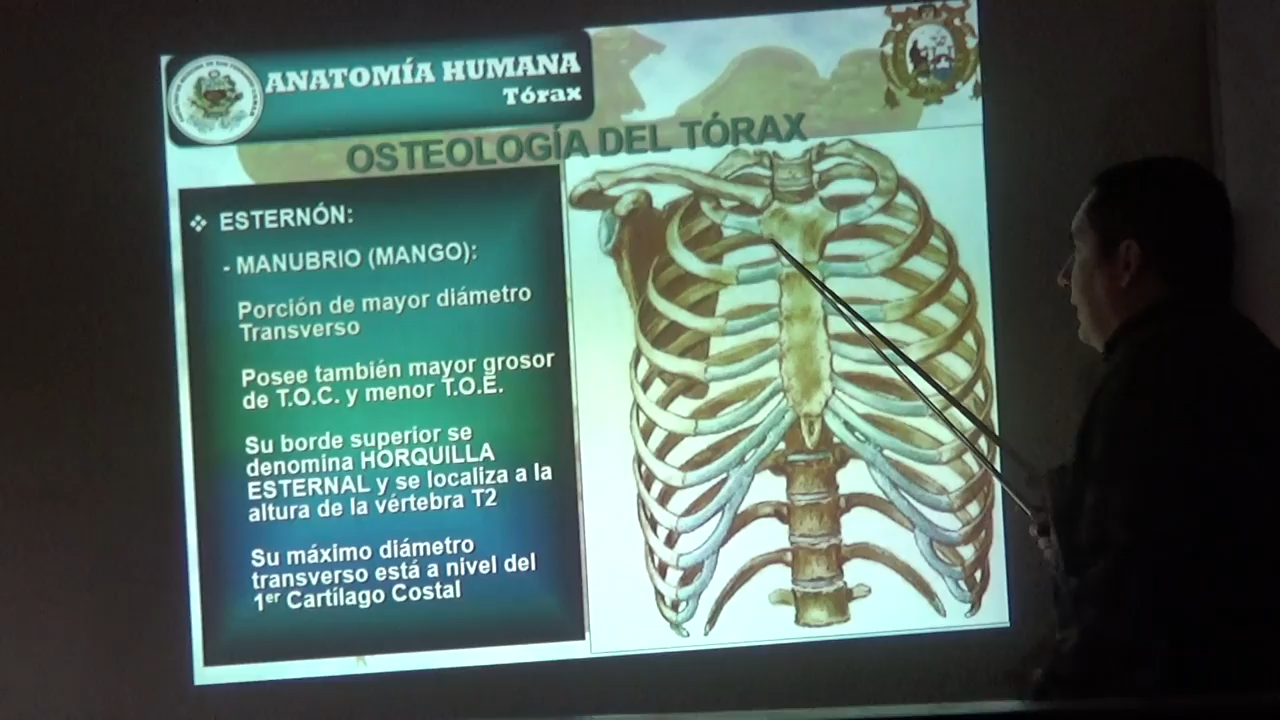 ANATOMÍA HUMANA
Tórax
OSTEOLOGÍA DEL TÓRAX
❖ ESTERNÓN:
- MANUBRIO (MANGO):
Porción de mayor diámetro
Transverso
Posee también mayor grosor
de T.O.C. y menor T.O.E.
Su borde superior se
denomina HORQUILLA
ESTERNAL y se localiza a la
altura de la vértebra T2
Su máximo diámetro
transverso está a nivel del
1er Cartílago Costal